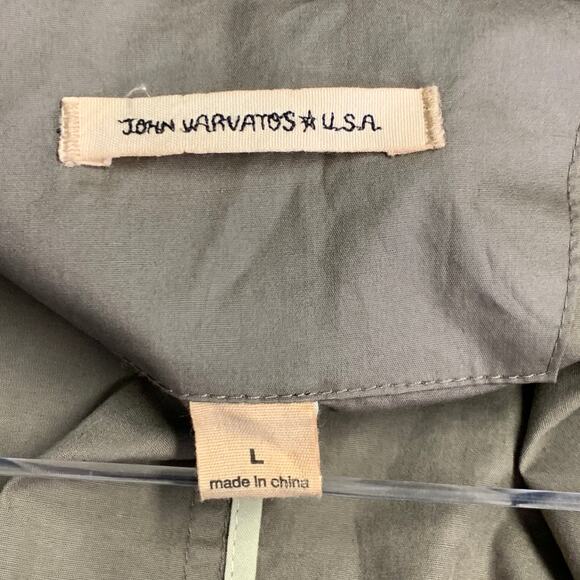 JOHN VARVATOS ★ U.S.A.
L
made in china